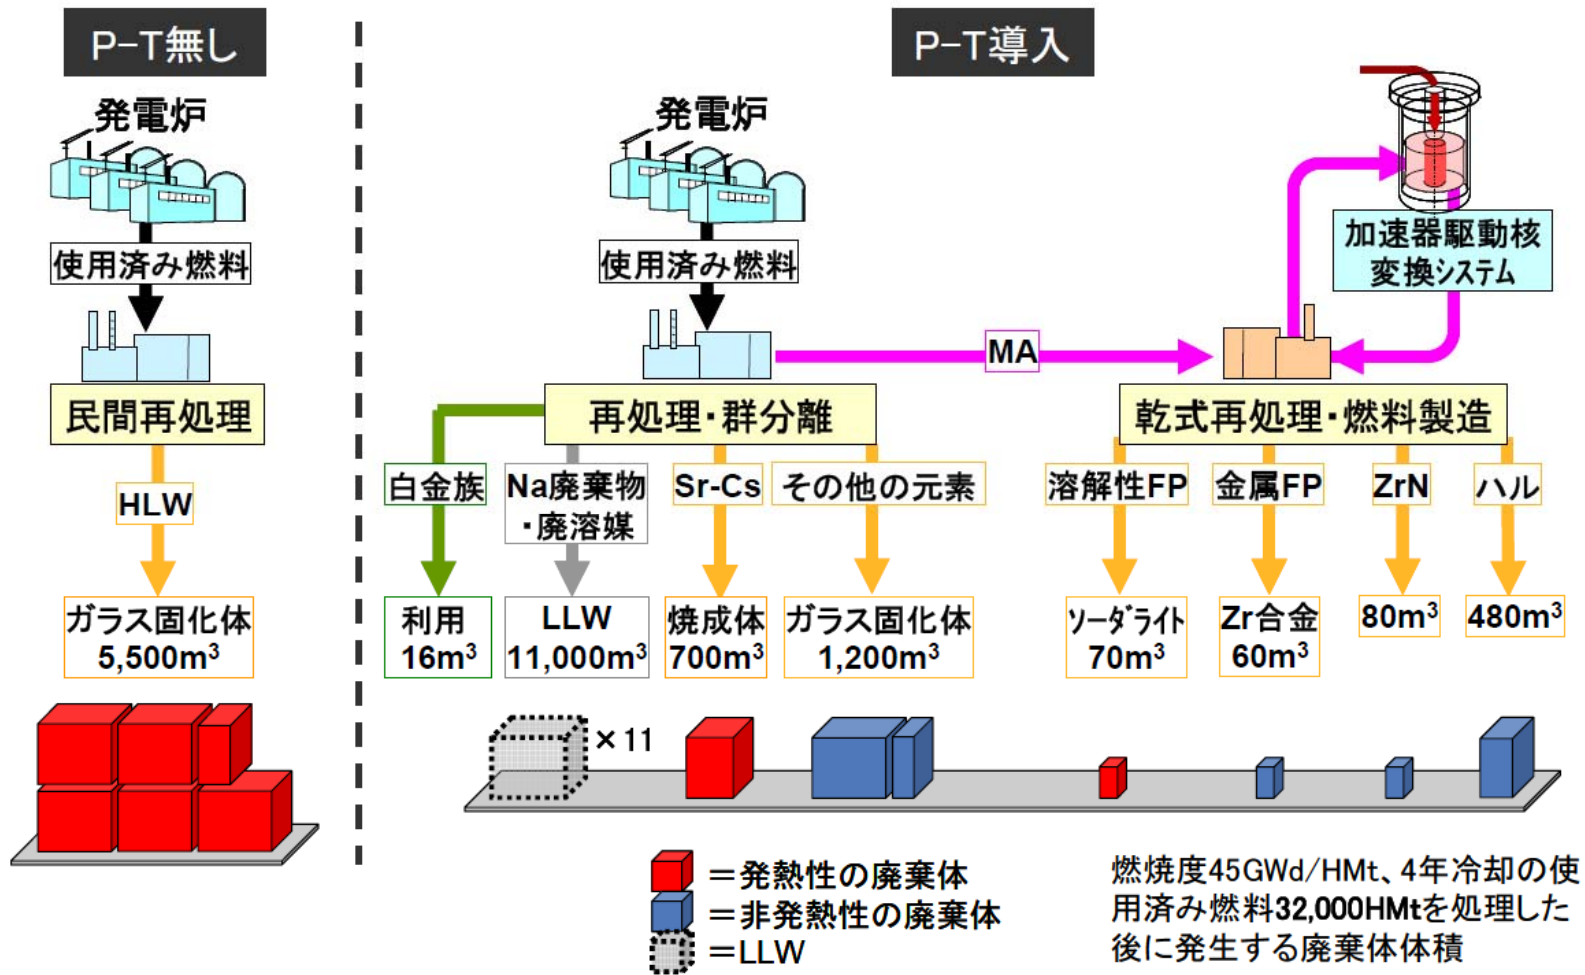 P-T無し
発電炉
使用済み燃料
民間再処理
HLW
ガラス固化体
5,500m³
P-T導入
発電炉
使用済み燃料
MA
加速器駆動核
変換システム
再処理・群分離
乾式再処理・燃料製造
白金族
Na廃棄物
・廃溶媒
Sr-Cs
その他の元素
溶解性FP
金属FP
ZrN
ハル
利用
16m³
LLW
11,000m³
焼成体
700m³
ガラス固化体
1,200m³
ソーダライト
70m³
Zr合金
60m³
80m³
480m³
×11
=発熱性の廃棄体
=非発熱性の廃棄体
=LLW
燃焼度45GWd/HMt、4年冷却の使
用済み燃料32,000HMtを処理した
後に発生する廃棄体体積